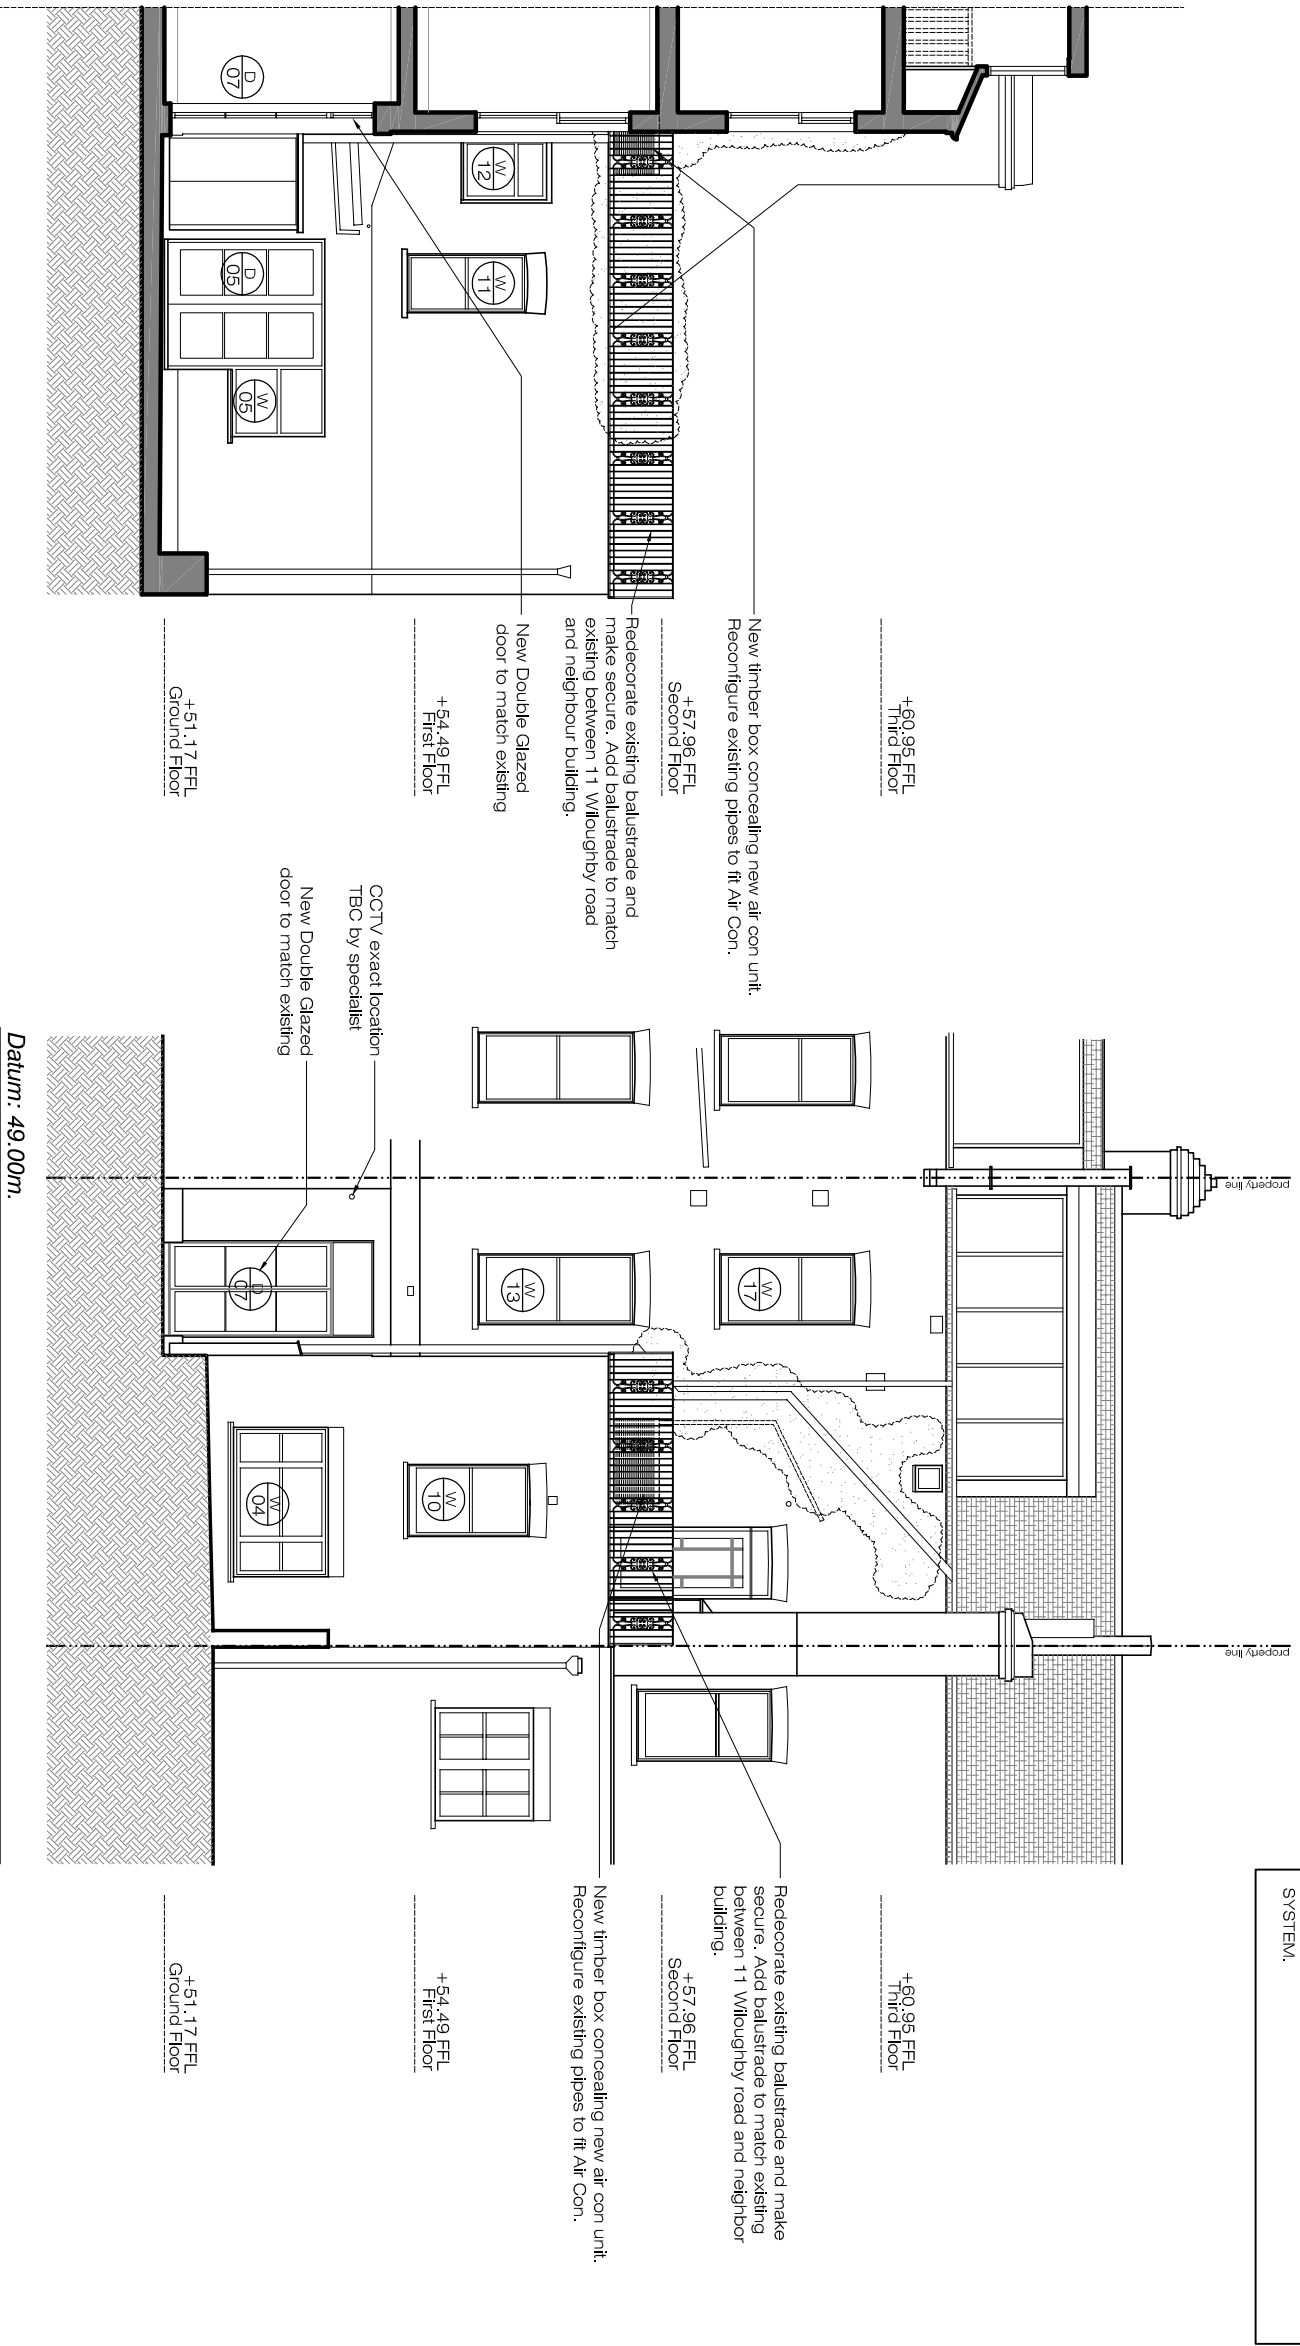 SYSTEM.
property line
property line
D
07
W
12
W
11
D
05
W
05
New timber box concealing new air con unit.
Reconfigure existing pipes to fit Air Con.
Redecorate existing balustrade and
make secure. Add balustrade to match
existing between 11 Willoughby road
and neighbour building.
New Double Glazed
door to match existing
+60.95 FFL
Third Floor
+57.96 FFL
Second Floor
+54.49 FFL
First Floor
+51.17 FFL
Ground Floor
CCTV exact location
TBC by specialist
New Double Glazed
door to match existing
W
17
W
13
D
07
W
10
W
04
Redecorate existing balustrade and make
secure. Add balustrade to match existing
between 11 Willoughby road and neighbor
building.
New timber box concealing new air con unit.
Reconfigure existing pipes to fit Air Con.
+60.95 FFL
Third Floor
+57.96 FFL
Second Floor
+54.49 FFL
First Floor
+51.17 FFL
Ground Floor
Datum: 49.00m.